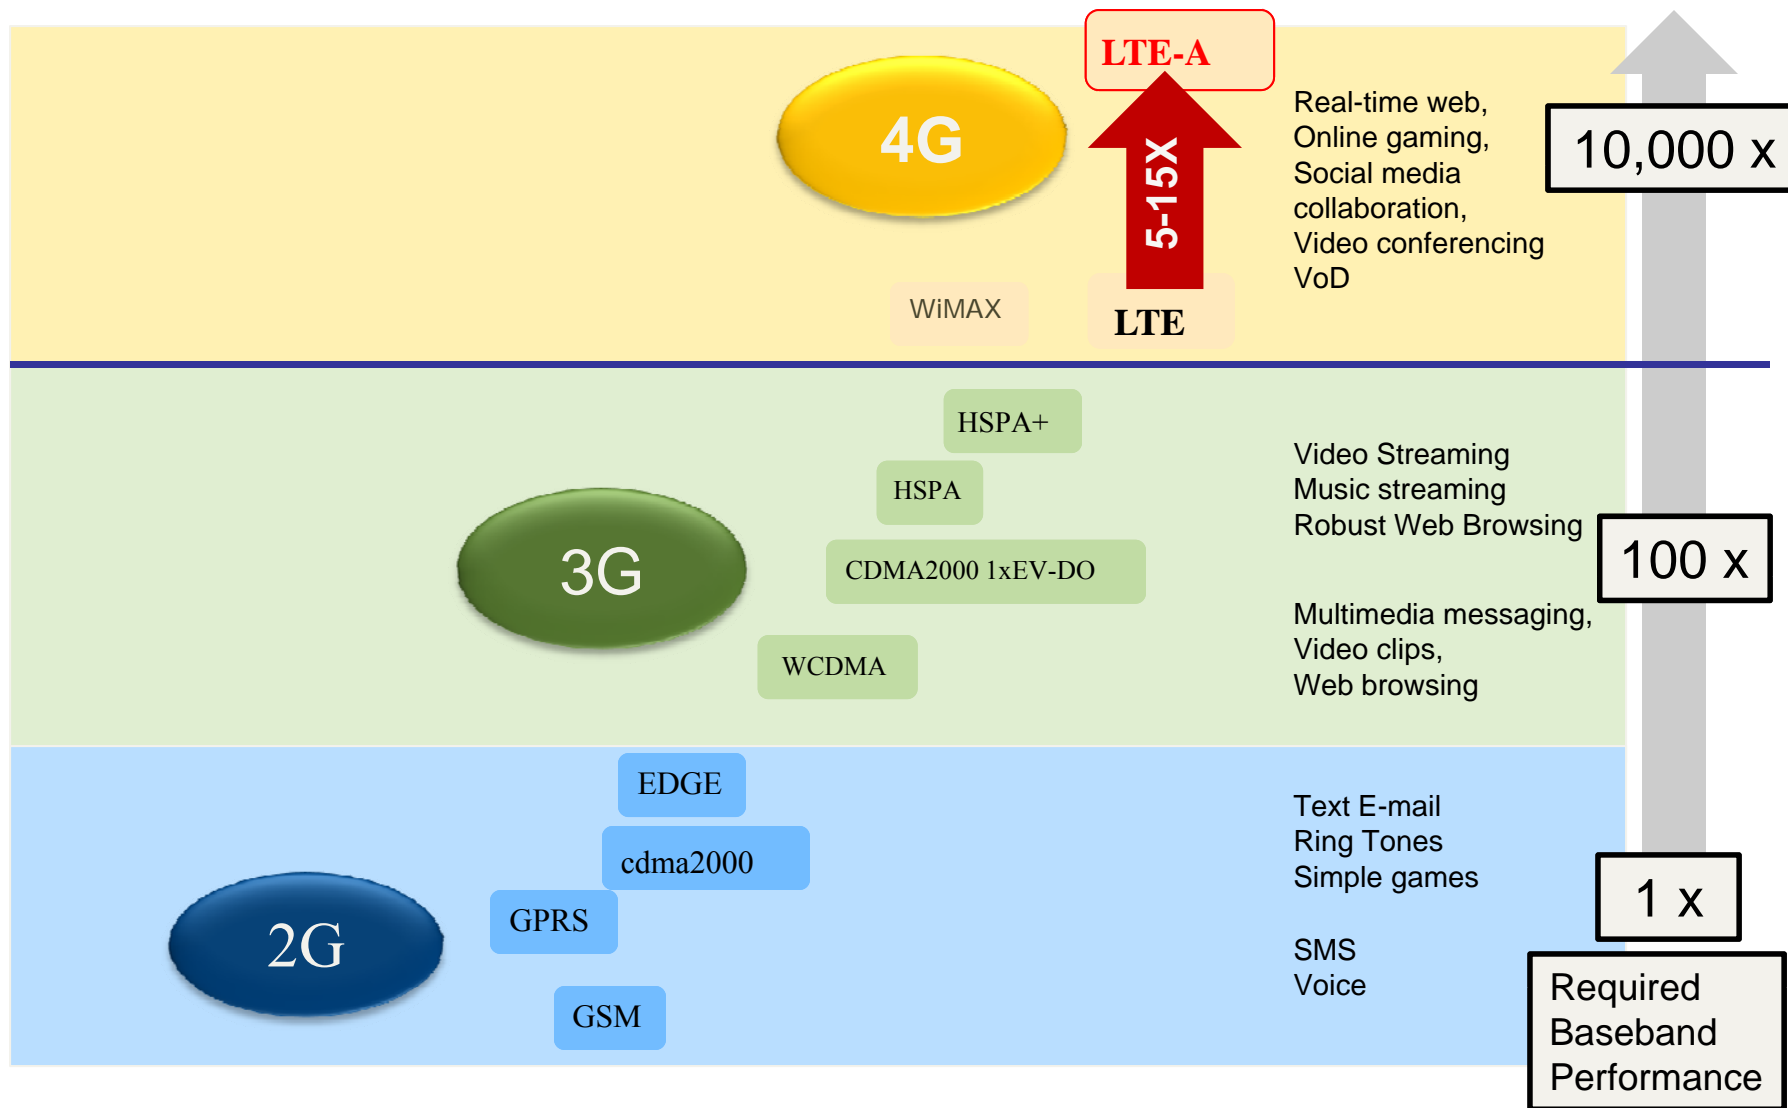 LTE-A
4G
5-15X
Real-time web,
Online gaming,
Social media
collaboration,
Video conferencing
VoD
10,000 x
WiMAX
LTE
HSPA+
HSPA
3G
CDMA2000 1xEV-DO
WCDMA
Video Streaming
Music streaming
Robust Web Browsing
100 x
Multimedia messaging,
Video clips,
Web browsing
EDGE
cdma2000
GPRS
2G
GSM
Text E-mail
Ring Tones
Simple games
1 x
SMS
Voice
Required
Baseband
Performance